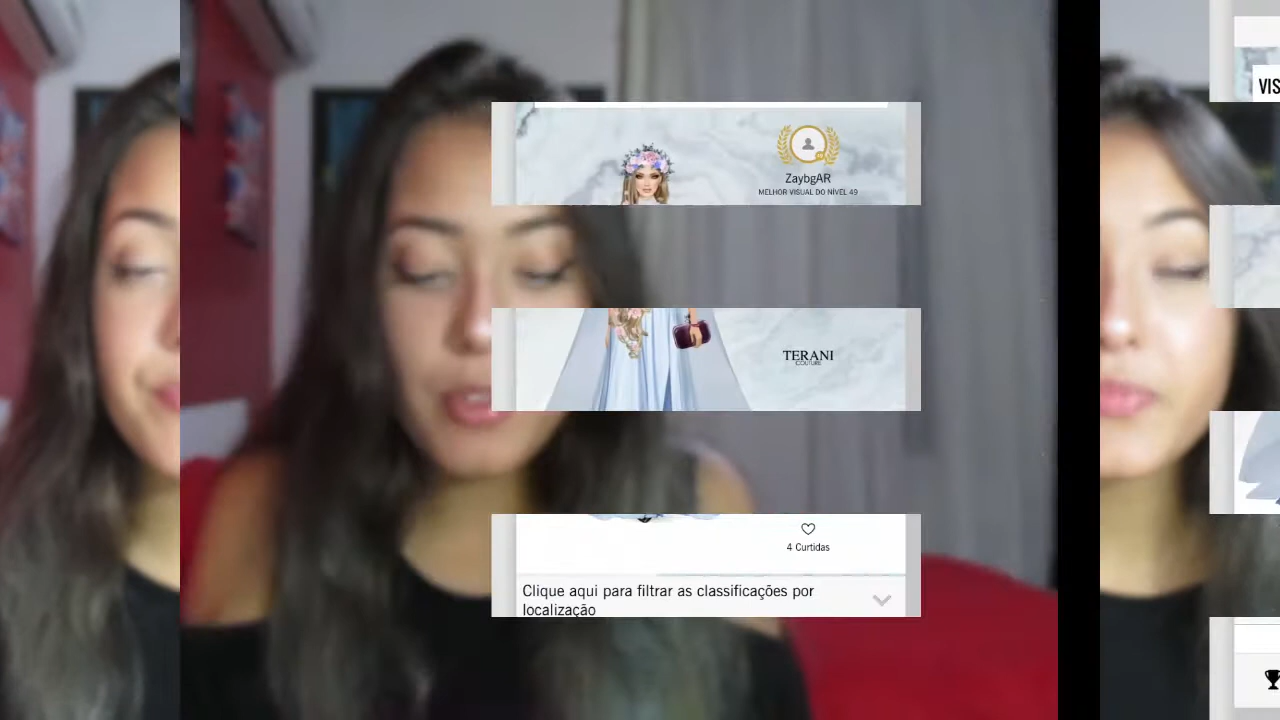 VIS
ZaybgAR
MELHOR VISUAL DO NÍVEL 49
TERANI
COUTURE
4 Curtidas
Clique aqui para filtrar as classificações por
localização